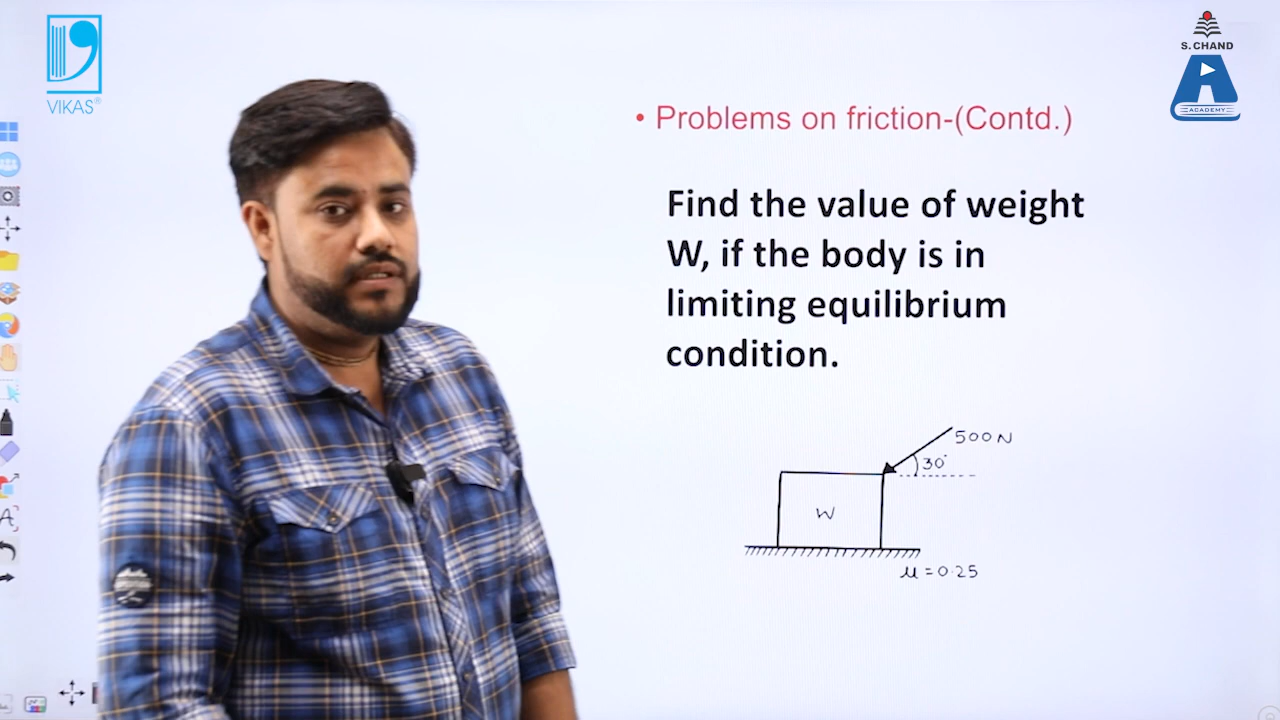 VIKAS®
S. CHAND
ACADEMY
• Problems on friction-(Contd.)
Find the value of weight
W, if the body is in
limiting equilibrium
condition.
500N
30°
W
μ = 0.25